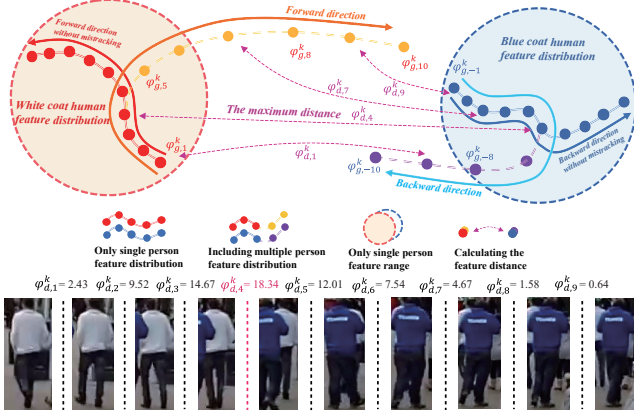 Forward direction
Forward direction
without mistracking
φ^k_{g,5}
φ^k_{g,8}
φ^k_{g,10}
φ^k_{d,7}
φ^k_{d,9}
φ^k_{g,-1}
Blue coat human
feature distribution
White coat human
feature distribution
The maximum distance
φ^k_{d,4}
φ^k_{g,1}
φ^k_{d,1}
φ^k_{g,-8}
φ^k_{g,-10}
Backward direction
Backward direction
without mistracking
Only single person
feature distribution
Including multiple person
feature distribution
Only single person
feature range
Calculating the
feature distance
φ^k_{d,1} = 2.43 φ^k_{d,2} = 9.52 φ^k_{d,3} = 14.67 φ^k_{d,4} = 18.34 φ^k_{d,5} = 12.01 φ^k_{d,6} = 7.54 φ^k_{d,7} = 4.67 φ^k_{d,8} = 1.58 φ^k_{d,9} = 0.64